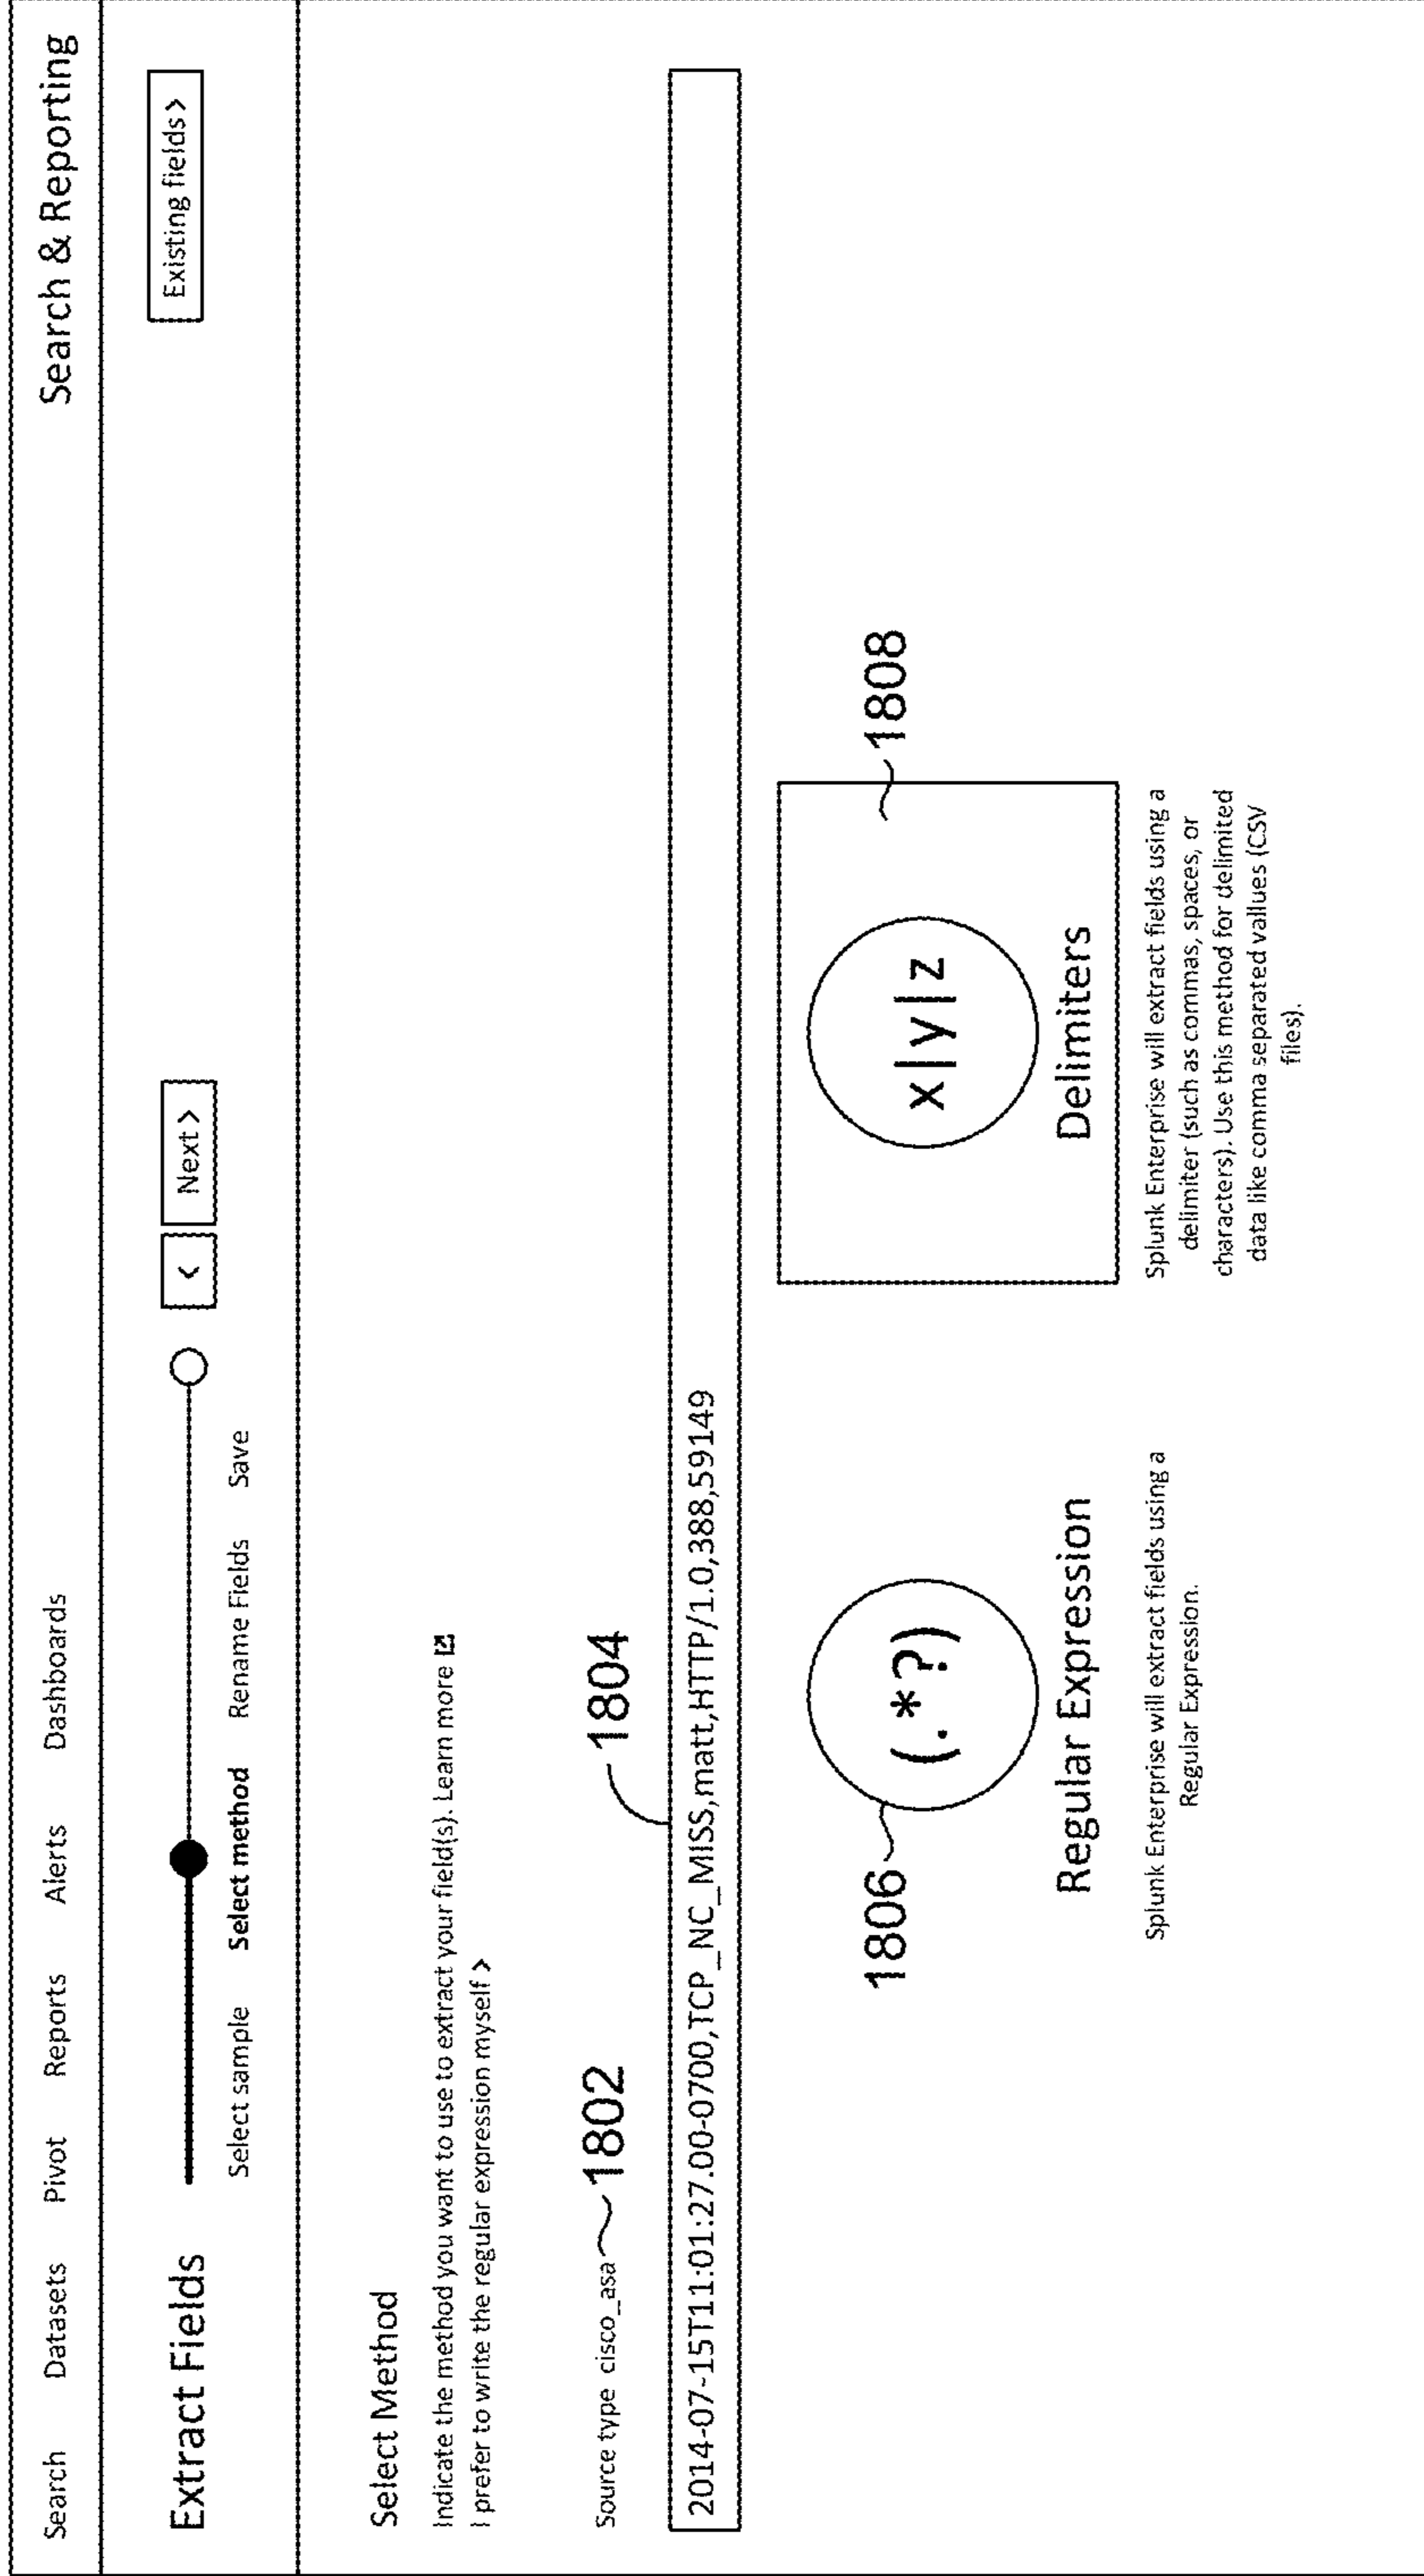 Search Datasets Pivot Reports Alerts Dashboards Search & Reporting
Extract Fields < Next > Existing fields >
Select sample Select method Rename Fields Save
Select Method
Indicate the method you want to use to extract your field(s). Learn more
I prefer to write the regular expression myself >
Source type cisco_asa 1802 1804
2014-07-15T11:01:27.00-0700,TCP_NC_MISS,matt,HTTP/1.0,388,59149
1806 (.*?) x|y|z 1808
Regular Expression Delimiters
Splunk Enterprise will extract fields using a
Regular Expression.
Splunk Enterprise will extract fields using a
delimiter (such as commas, spaces, or
characters). Use this method for delimited
data like comma separated vallues (CSV
files).